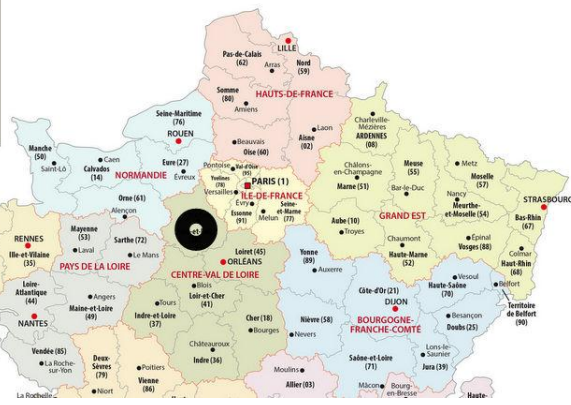 LILLE
Pas-de-Calais
(62)
Arras
Nord
(59)
Somme
(80)
Amiens
HAUTS-DE-FRANCE
Seine-Maritime
(76)
ROUEN
Beauvais
Oise (60)
Laon
Aisne
(02)
Charleville-
Mézières
ARDENNES
(08)
Manche
(50)
Saint-Lô
Caen
Calvados
(14)
NORMANDIE
Eure (27)
Évreux
Orne (61)
Alençon
Pontoise
Val-d'Oise
(95)
Yvelines
(78)
Versailles
PARIS (1)
ÎLE-DE-FRANCE
Évry
Essonne
(91)
Melun
Seine-
et-Marne
(77)
Châlons-
en-Champagne
Marne (51)
Meuse
(55)
Bar-le-Duc
Metz
Moselle
(57)
Nancy
Meurthe-
et-Moselle (54)
STRASBOURG
Bas-Rhin
(67)
GRAND EST
Aube (10)
Troyes
Chaumont
Haute-Marne
(52)
Épinal
Vosges (88)
Colmar
Haut-Rhin
(68)
RENNES
Ille-et-Vilaine
(35)
Mayenne
(53)
Laval
Sarthe (72)
Le Mans
PAYS DE LA LOIRE
-et-
Loiret (45)
ORLÉANS
CENTRE-VAL DE LOIRE
Blois
Loir-et-Cher
(41)
Yonne
(89)
Auxerre
Côte-d'Or (21)
DIJON
BOURGOGNE-
FRANCHE-COMTÉ
Vesoul
Haute-Saône
(70)
Belfort
Territoire
de Belfort
(90)
Besançon
Doubs (25)
Loire-
Atlantique
(44)
NANTES
Angers
Maine-et-Loire
(49)
Tours
Indre-et-Loire
(37)
Cher (18)
Bourges
Nièvre (58)
Nevers
Vendée (85)
La Roche-
sur-Yon
Deux-
Sèvres
(79)
Niort
Poitiers
Vienne
(86)
Châteauroux
Indre (36)
Moulins
Allier (03)
Saône-et-Loire
(71)
Mâcon
Lons-le-
Saunier
Jura (39)
Bourg-
en-Bresse
Haute-
La Rochelle